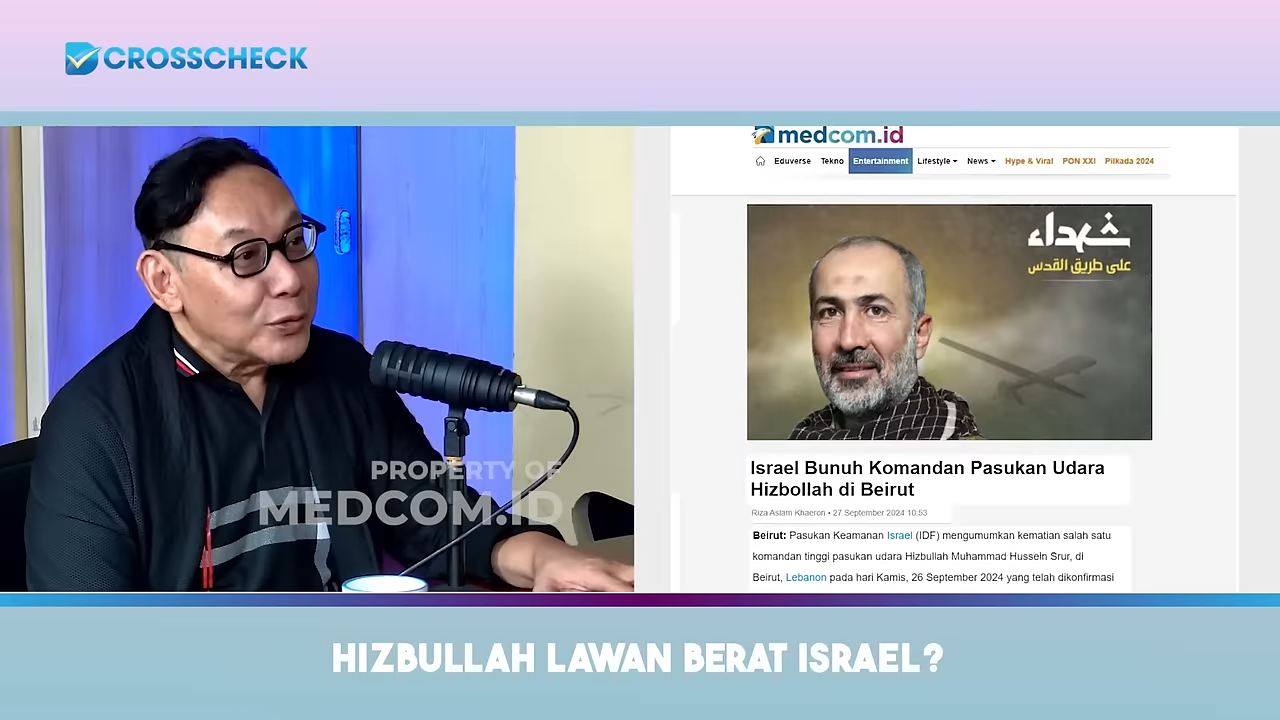 CROSSCHECK
PROPERTY OF
MEDCOM.ID
medcom.id
Eduverse Tekno Entertainment Lifestyle News Hype & Viral PON XXI Pilkada 2024
شهداء
على طريق القدس
Israel Bunuh Komandan Pasukan Udara
Hizbollah di Beirut
Riza Aslam Khaeron • 27 September 2024 10:53
Beirut: Pasukan Keamanan Israel (IDF) mengumumkan kematian salah satu
komandan tinggi pasukan udara Hizbullah Muhammad Hussein Srur, di
Beirut, Lebanon pada hari Kamis, 26 September 2024 yang telah dikonfirmasi
HIZBULLAH LAWAN BERAT ISRAEL?